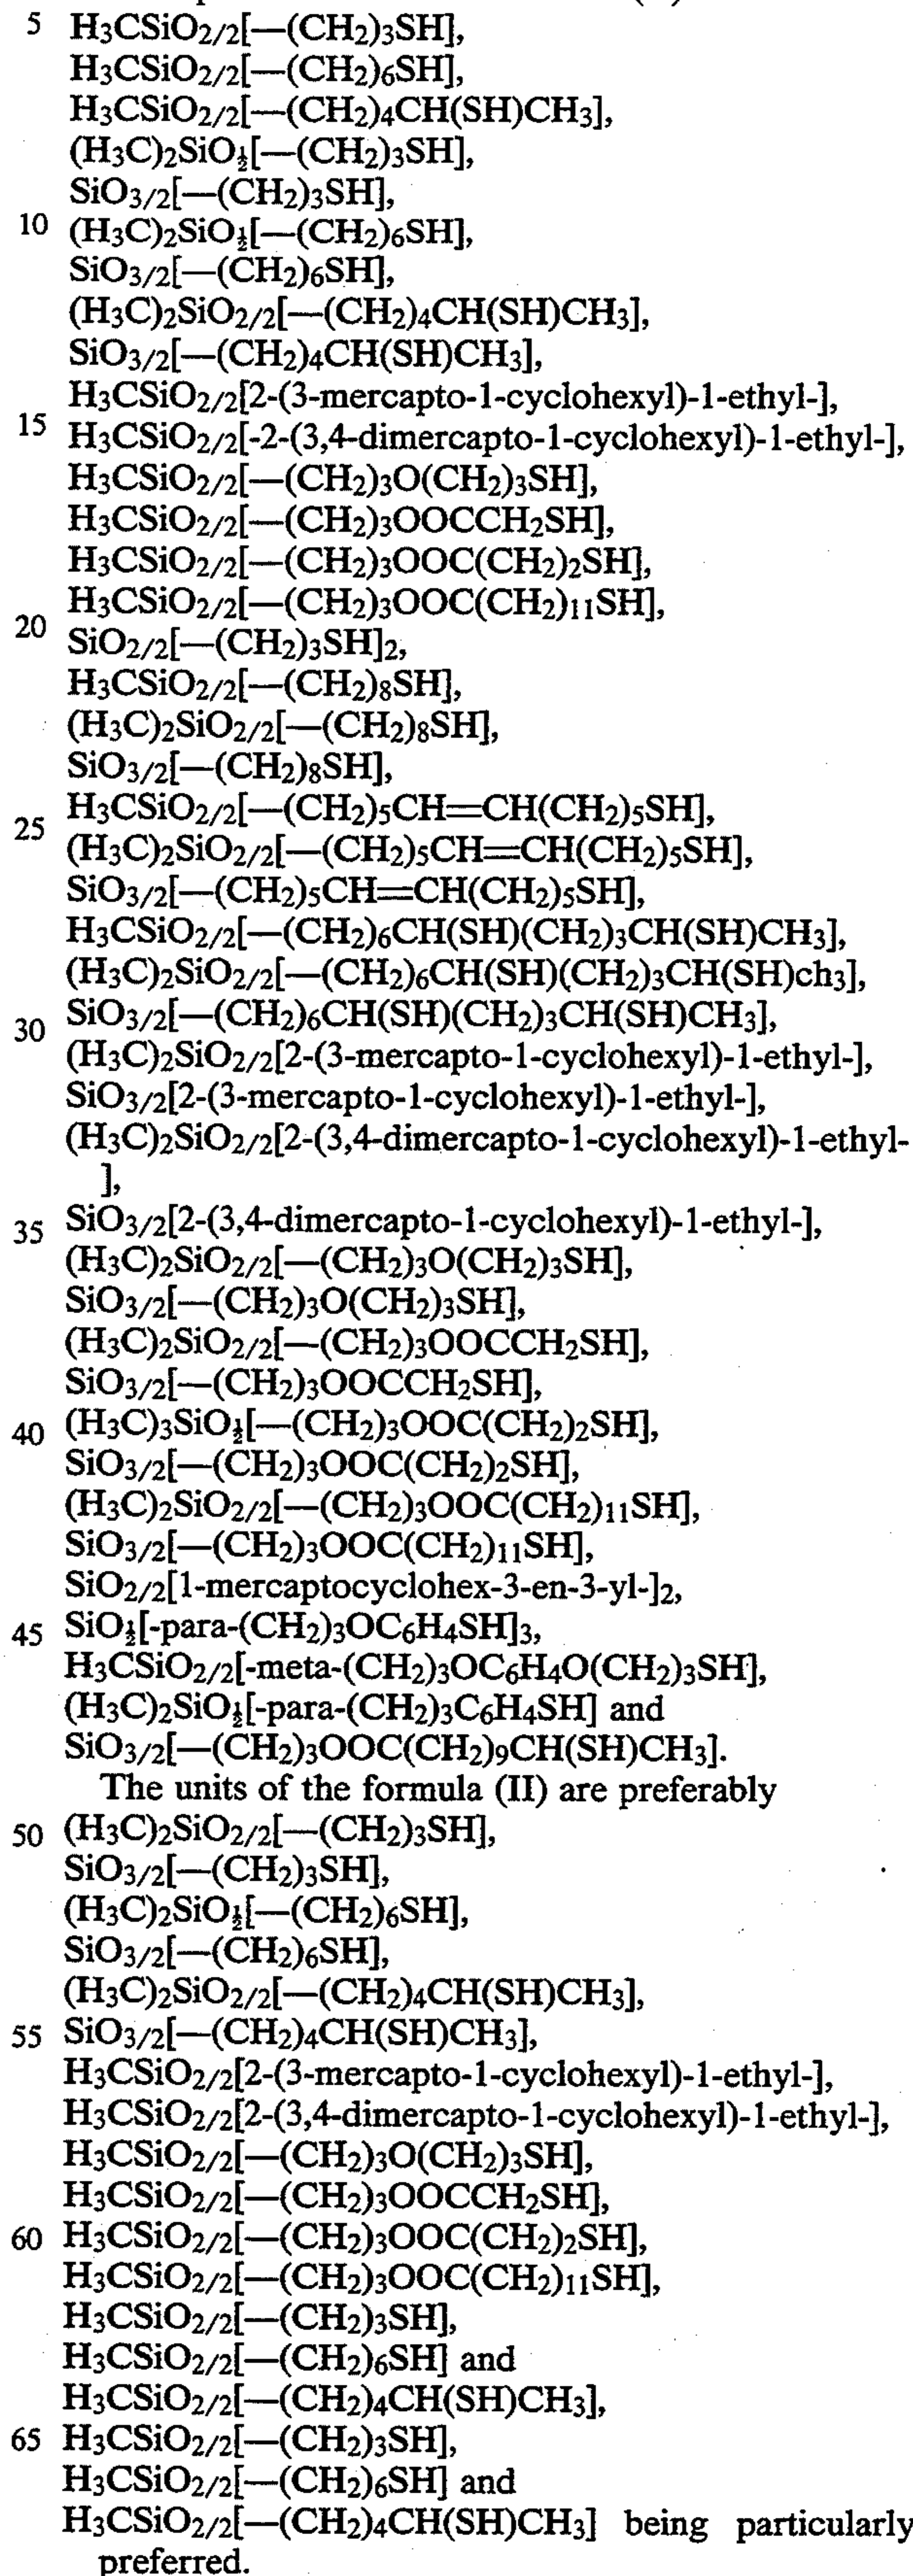 5 H₃CSiO₂/₂[—(CH₂)₃SH],
H₃CSiO₂/₂[—(CH₂)₆SH],
H₃CSiO₂/₂[—(CH₂)₄CH(SH)CH₃],
(H₃C)₂SiO½[—(CH₂)₃SH],
SiO₃/₂[—(CH₂)₃SH],
10 (H₃C)₂SiO½[—(CH₂)₆SH],
SiO₃/₂[—(CH₂)₆SH],
(H₃C)₂SiO₂/₂[—(CH₂)₄CH(SH)CH₃],
SiO₃/₂[—(CH₂)₄CH(SH)CH₃],
H₃CSiO₂/₂[2-(3-mercapto-1-cyclohexyl)-1-ethyl-],
15 H₃CSiO₂/₂[-2-(3,4-dimercapto-1-cyclohexyl)-1-ethyl-],
H₃CSiO₂/₂[—(CH₂)₃O(CH₂)₃SH],
H₃CSiO₂/₂[—(CH₂)₃OOCCH₂SH],
H₃CSiO₂/₂[—(CH₂)₃OOC(CH₂)₂SH],
H₃CSiO₂/₂[—(CH₂)₃OOC(CH₂)₁₁SH],
20 SiO₂/₂[—(CH₂)₃SH]₂,
H₃CSiO₂/₂[—(CH₂)₈SH],
(H₃C)₂SiO₂/₂[—(CH₂)₈SH],
SiO₃/₂[—(CH₂)₈SH],
H₃CSiO₂/₂[—(CH₂)₅CH═CH(CH₂)₅SH],
25 (H₃C)₂SiO₂/₂[—(CH₂)₅CH═CH(CH₂)₅SH],
SiO₃/₂[—(CH₂)₅CH═CH(CH₂)₅SH],
H₃CSiO₂/₂[—(CH₂)₆CH(SH)(CH₂)₃CH(SH)CH₃],
(H₃C)₂SiO₂/₂[—(CH₂)₆CH(SH)(CH₂)₃CH(SH)ch₃],
30 SiO₃/₂[—(CH₂)₆CH(SH)(CH₂)₃CH(SH)CH₃],
(H₃C)₂SiO₂/₂[2-(3-mercapto-1-cyclohexyl)-1-ethyl-],
SiO₃/₂[2-(3-mercapto-1-cyclohexyl)-1-ethyl-],
(H₃C)₂SiO₂/₂[2-(3,4-dimercapto-1-cyclohexyl)-1-ethyl-
],
35 SiO₃/₂[2-(3,4-dimercapto-1-cyclohexyl)-1-ethyl-],
(H₃C)₂SiO₂/₂[—(CH₂)₃O(CH₂)₃SH],
SiO₃/₂[—(CH₂)₃O(CH₂)₃SH],
(H₃C)₂SiO₂/₂[—(CH₂)₃OOCCH₂SH],
SiO₃/₂[—(CH₂)₃OOCCH₂SH],
40 (H₃C)₃SiO½[—(CH₂)₃OOC(CH₂)₂SH],
SiO₃/₂[—(CH₂)₃OOC(CH₂)₂SH],
(H₃C)₂SiO₂/₂[—(CH₂)₃OOC(CH₂)₁₁SH],
SiO₃/₂[—(CH₂)₃OOC(CH₂)₁₁SH],
SiO₂/₂[1-mercaptocyclohex-3-en-3-yl-]₂,
45 SiO½[-para-(CH₂)₃OC₆H₄SH]₃,
H₃CSiO₂/₂[-meta-(CH₂)₃OC₆H₄O(CH₂)₃SH],
(H₃C)₂SiO½[-para-(CH₂)₃C₆H₄SH] and
SiO₃/₂[—(CH₂)₃OOC(CH₂)₉CH(SH)CH₃].
The units of the formula (II) are preferably
50 (H₃C)₂SiO₂/₂[—(CH₂)₃SH],
SiO₃/₂[—(CH₂)₃SH],
(H₃C)₂SiO½[—(CH₂)₆SH],
SiO₃/₂[—(CH₂)₆SH],
(H₃C)₂SiO₂/₂[—(CH₂)₄CH(SH)CH₃],
55 SiO₃/₂[—(CH₂)₄CH(SH)CH₃],
H₃CSiO₂/₂[2-(3-mercapto-1-cyclohexyl)-1-ethyl-],
H₃CSiO₂/₂[2-(3,4-dimercapto-1-cyclohexyl)-1-ethyl-],
H₃CSiO₂/₂[—(CH₂)₃O(CH₂)₃SH],
H₃CSiO₂/₂[—(CH₂)₃OOCCH₂SH],
60 H₃CSiO₂/₂[—(CH₂)₃OOC(CH₂)₂SH],
H₃CSiO₂/₂[—(CH₂)₃OOC(CH₂)₁₁SH],
H₃CSiO₂/₂[—(CH₂)₃SH],
H₃CSiO₂/₂[—(CH₂)₆SH] and
H₃CSiO₂/₂[—(CH₂)₄CH(SH)CH₃],
65 H₃CSiO₂/₂[—(CH₂)₃SH],
H₃CSiO₂/₂[—(CH₂)₆SH] and
H₃CSiO₂/₂[—(CH₂)₄CH(SH)CH₃] being particularly
preferred.